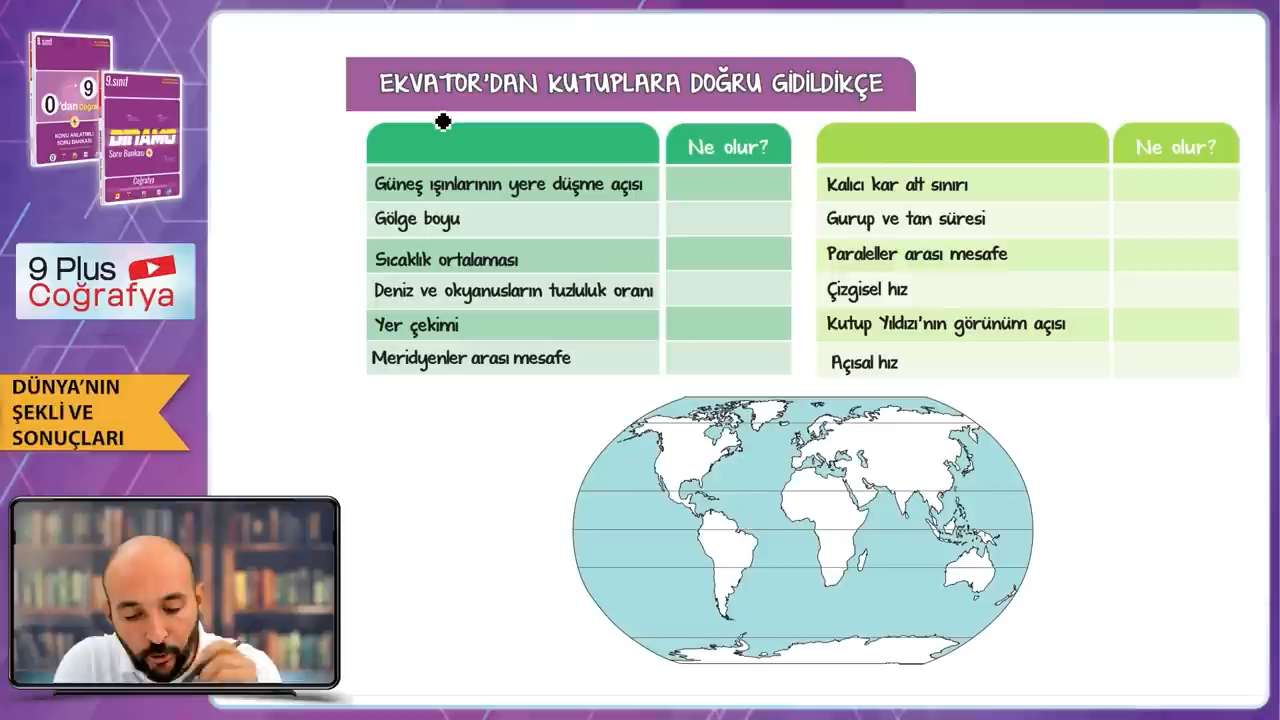 9.sınıf
9
0'dan
KONU ANLATIMLI
SORU BANKASI
9.sınıf
DİNAMO
Soru Bankası
Coğrafya
9 Plus
Coğrafya
DÜNYA'NIN
ŞEKLİ VE
SONUÇLARI
EKVATOR'DAN KUTUPLARA DOĞRU GİDİLDİKÇE
Ne olur?
Güneş ışınlarının yere düşme açısı
Gölge boyu
Sıcaklık ortalaması
Deniz ve okyanusların tuzluluk oranı
Yer çekimi
Meridyenler arası mesafe
Ne olur?
Kalıcı kar alt sınırı
Gurup ve tan süresi
Paraleller arası mesafe
Çizgisel hız
Kutup Yıldızı'nın görünüm açısı
Açısal hız